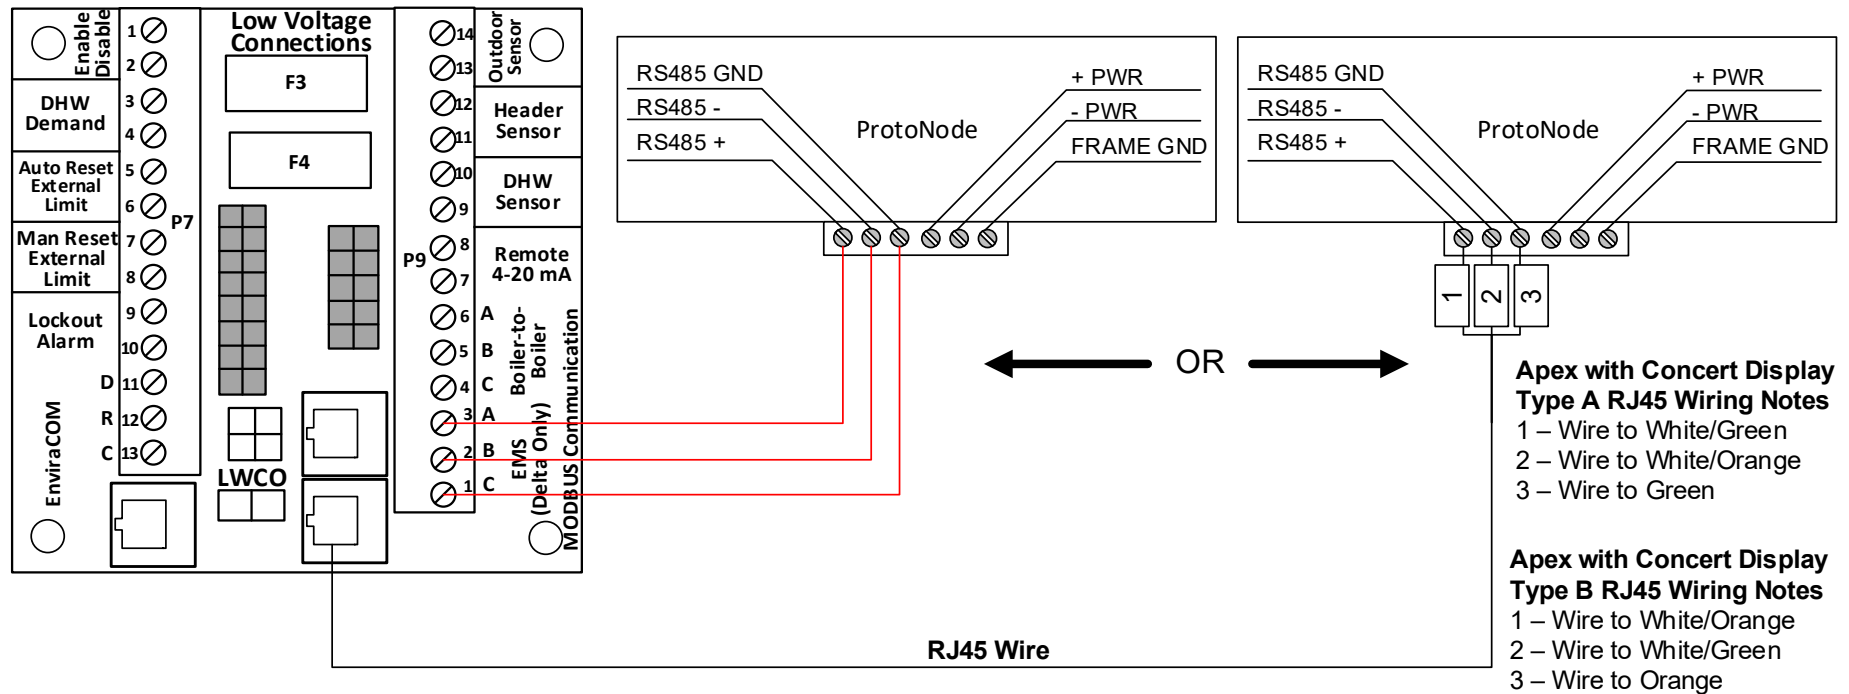 Enable
Disable
DHW
Demand
Auto Reset
External
Limit
Man Reset
External
Limit
Lockout
Alarm
EnviraCOM
1
2
3
4
5
6
7
8
9
10
D 11
R 12
C 13
P7
Low Voltage
Connections
F3
F4
LWCO
P9
14
13
12
11
10
9
8
7
6 A
5 B
4 C
3 A
2 B
1 C
Outdoor
Sensor
Header
Sensor
DHW
Sensor
Remote
4-20 mA
Boiler-to-
Boiler
EMS
(Delta Only)
MODBUS Communication
RS485 GND
RS485 -
RS485 +
ProtoNode
+ PWR
- PWR
FRAME GND
OR
RS485 GND
RS485 -
RS485 +
ProtoNode
+ PWR
- PWR
FRAME GND
1
2
3
Apex with Concert Display
Type A RJ45 Wiring Notes
1 – Wire to White/Green
2 – Wire to White/Orange
3 – Wire to Green
Apex with Concert Display
Type B RJ45 Wiring Notes
1 – Wire to White/Orange
2 – Wire to White/Green
3 – Wire to Orange
RJ45 Wire